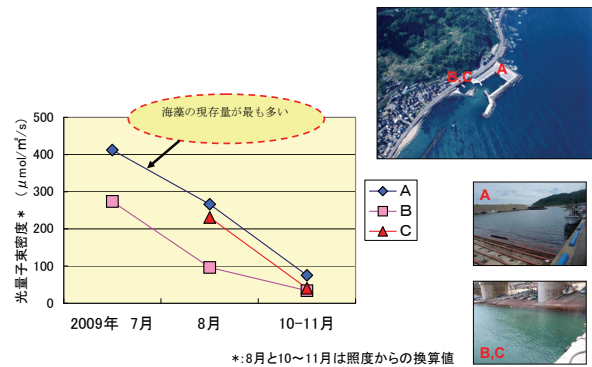 海藻の現存量が最も多い
光量子束密度＊（μmol/㎡/s）
500
400
300
200
100
0
2009年 7月
8月
10-11月
A
B
C
*:8月と10～11月は照度からの換算値
B,C
A
A
B,C